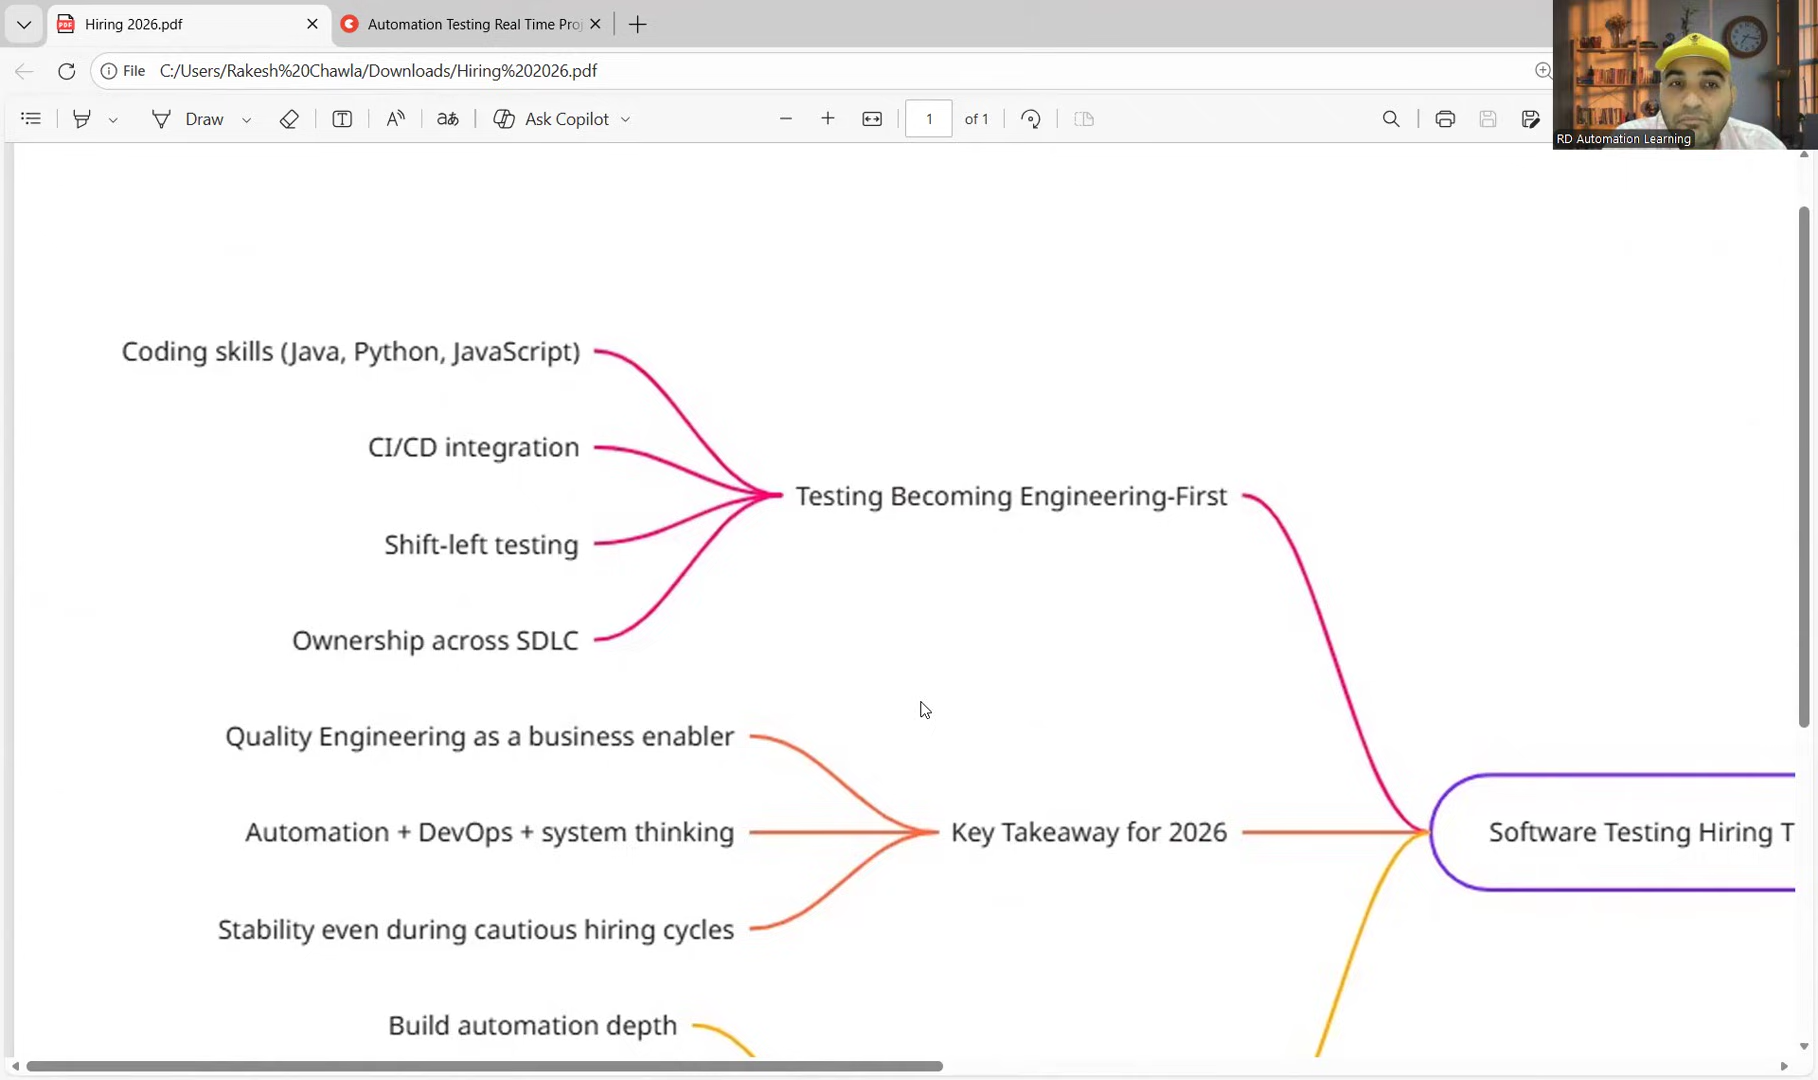 Hiring 2026.pdf
Automation Testing Real Time Proj
File
C:/Users/Rakesh%20Chawla/Downloads/Hiring%202026.pdf
Draw
Ask Copilot
1 of 1
RD Automation Learning
Coding skills (Java, Python, JavaScript)
CI/CD integration
Testing Becoming Engineering-First
Shift-left testing
Ownership across SDLC
Quality Engineering as a business enabler
Automation + DevOps + system thinking
Key Takeaway for 2026
Software Testing Hiring T
Stability even during cautious hiring cycles
Build automation depth